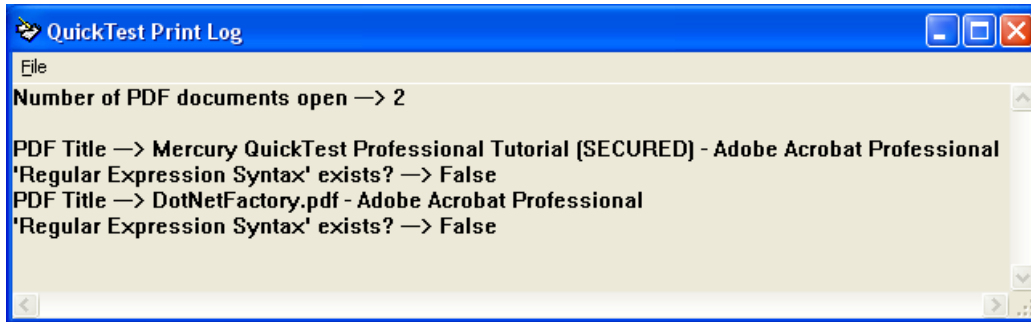 QuickTest Print Log
File
Number of PDF documents open —> 2
PDF Title —> Mercury QuickTest Professional Tutorial (SECURED) - Adobe Acrobat Professional
'Regular Expression Syntax' exists? —> False
PDF Title —> DotNetFactory.pdf - Adobe Acrobat Professional
'Regular Expression Syntax' exists? —> False